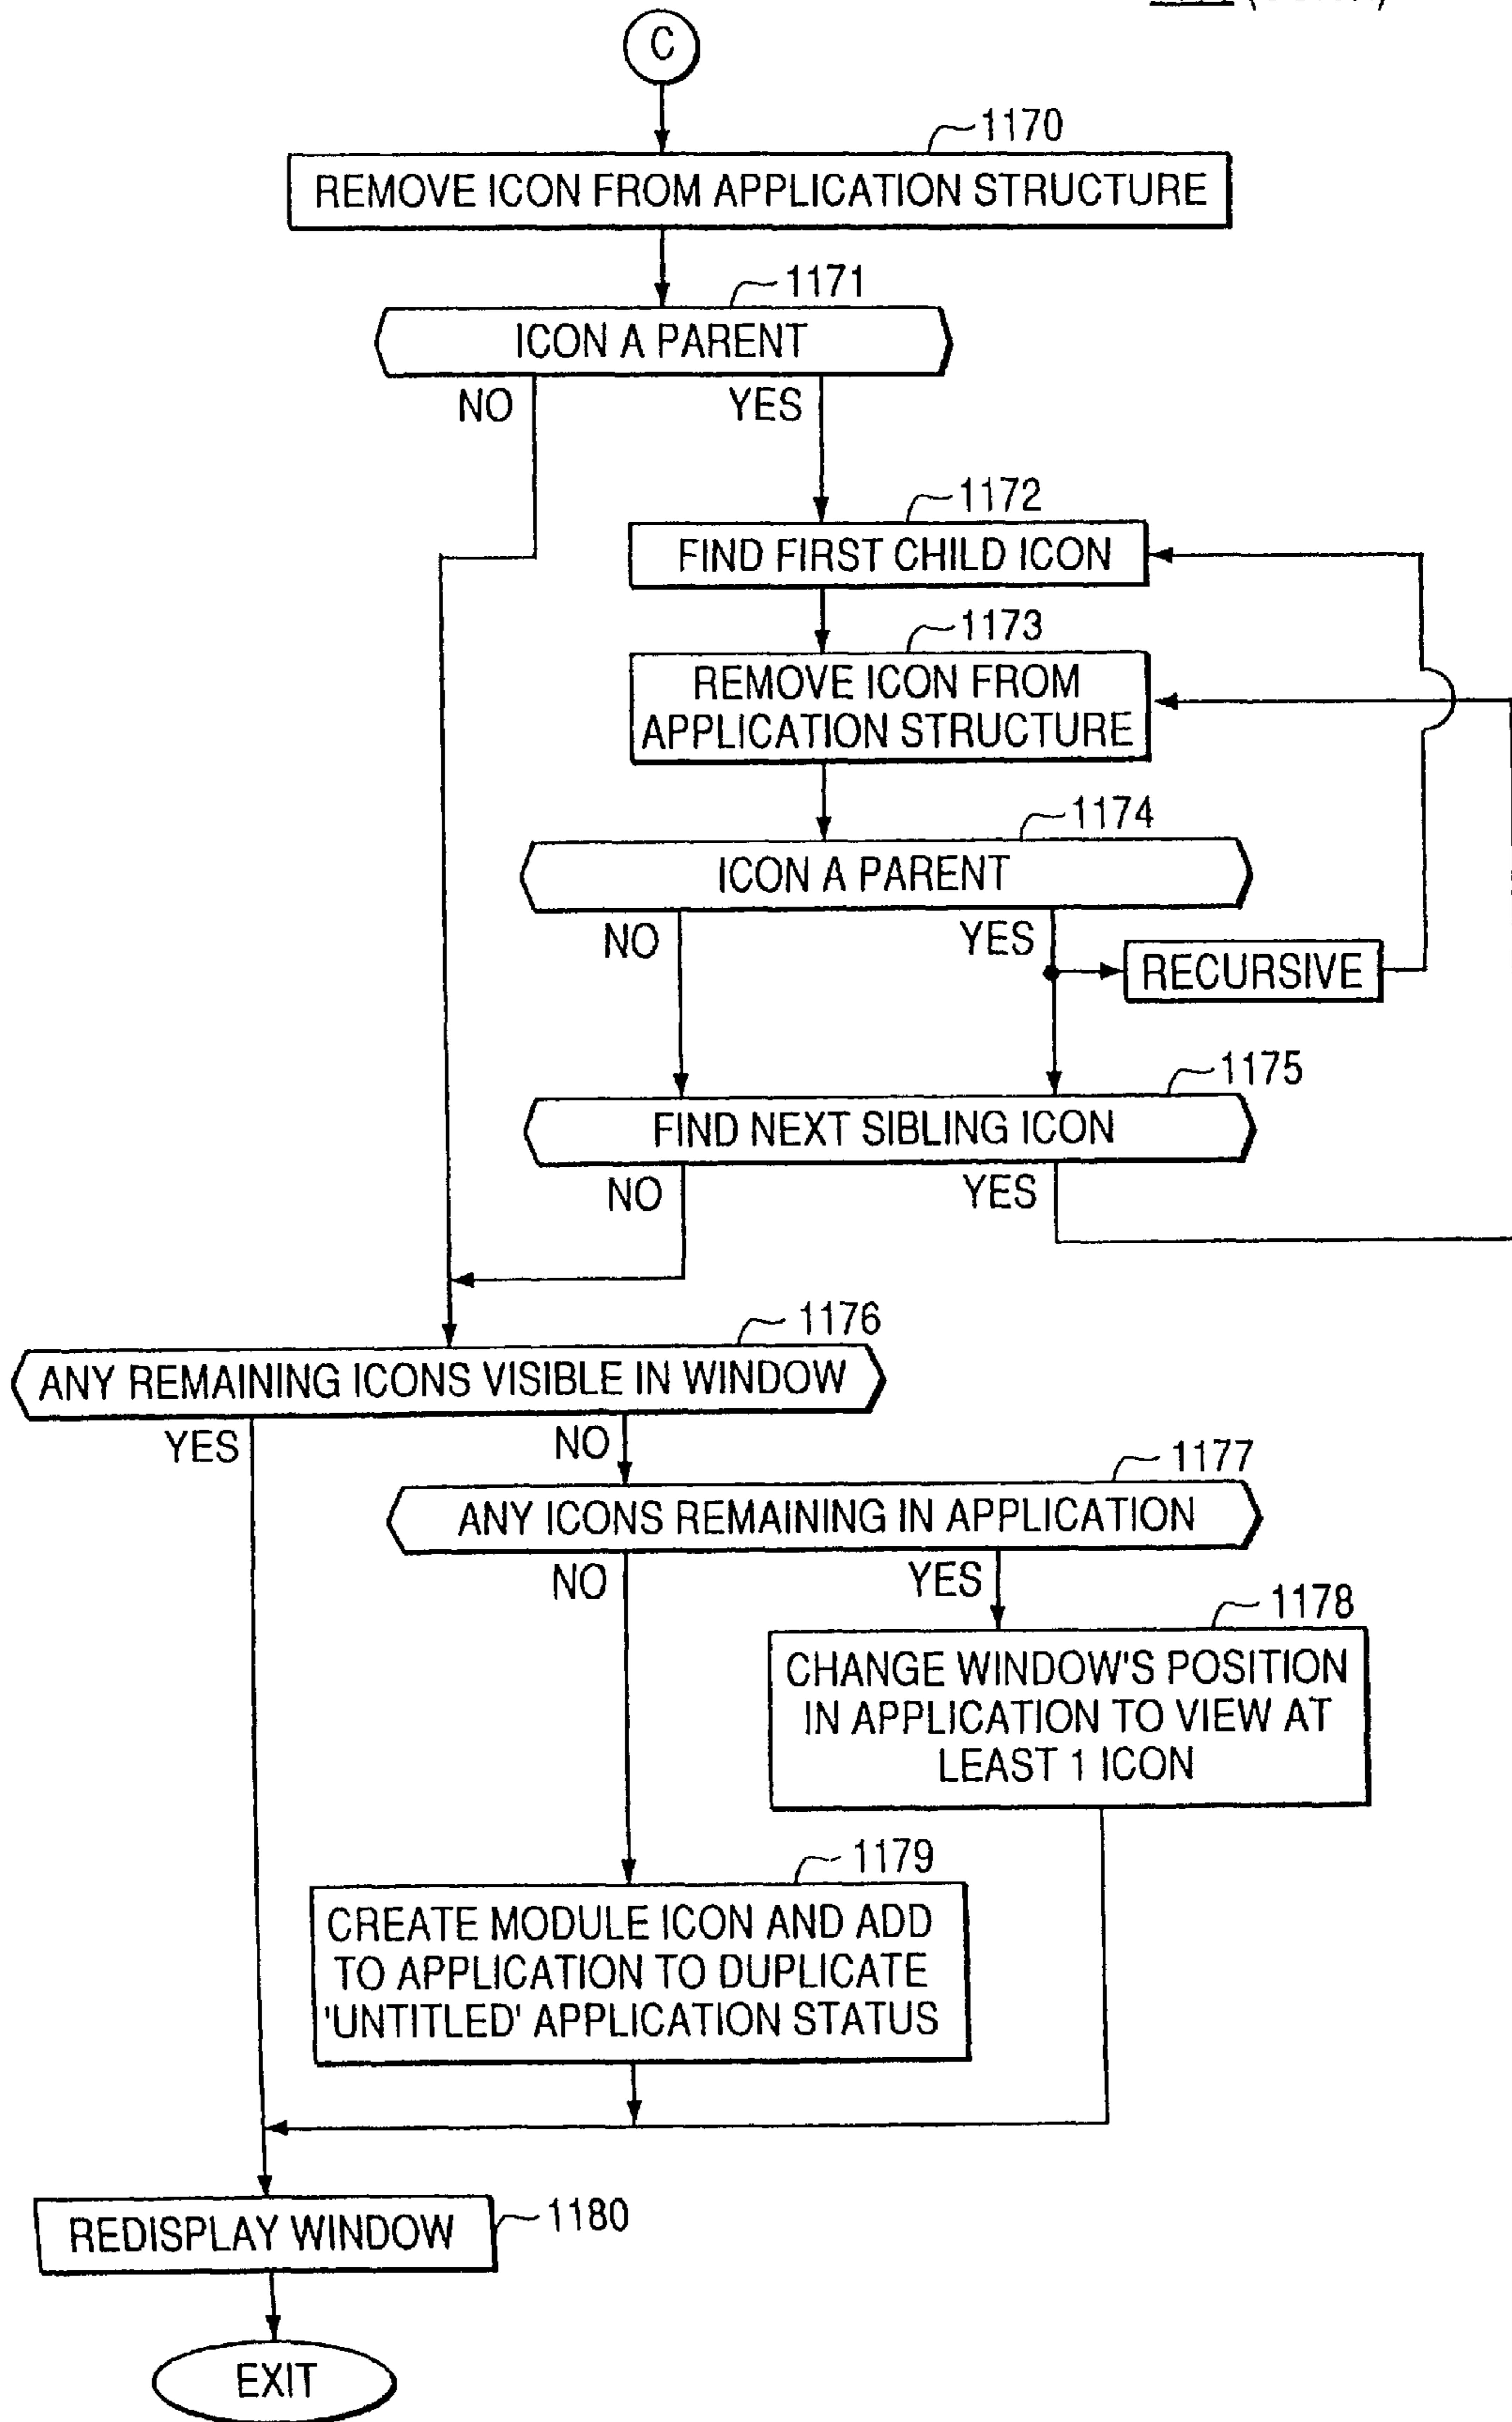 C
1170
REMOVE ICON FROM APPLICATION STRUCTURE
1171
ICON A PARENT
NO
YES
1172
FIND FIRST CHILD ICON
1173
REMOVE ICON FROM
APPLICATION STRUCTURE
1174
ICON A PARENT
NO
YES
RECURSIVE
1175
FIND NEXT SIBLING ICON
NO
YES
1176
ANY REMAINING ICONS VISIBLE IN WINDOW
YES
NO
1177
ANY ICONS REMAINING IN APPLICATION
NO
YES
1178
CHANGE WINDOW'S POSITION
IN APPLICATION TO VIEW AT
LEAST 1 ICON
1179
CREATE MODULE ICON AND ADD
TO APPLICATION TO DUPLICATE
'UNTITLED' APPLICATION STATUS
REDISPLAY WINDOW
1180
EXIT